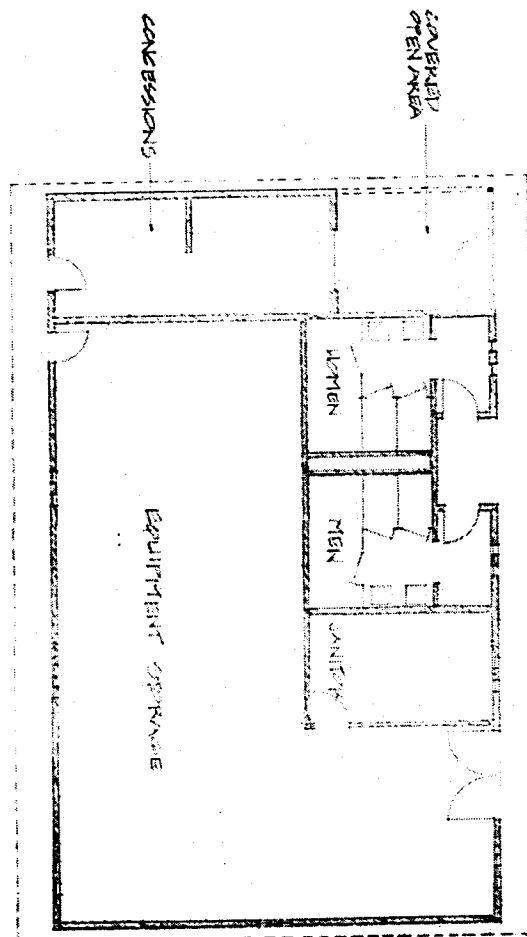 COVERED
OPEN AREA
CONCESSIONS
WOMEN
MEN
JANITOR
EQUIPMENT STORAGE